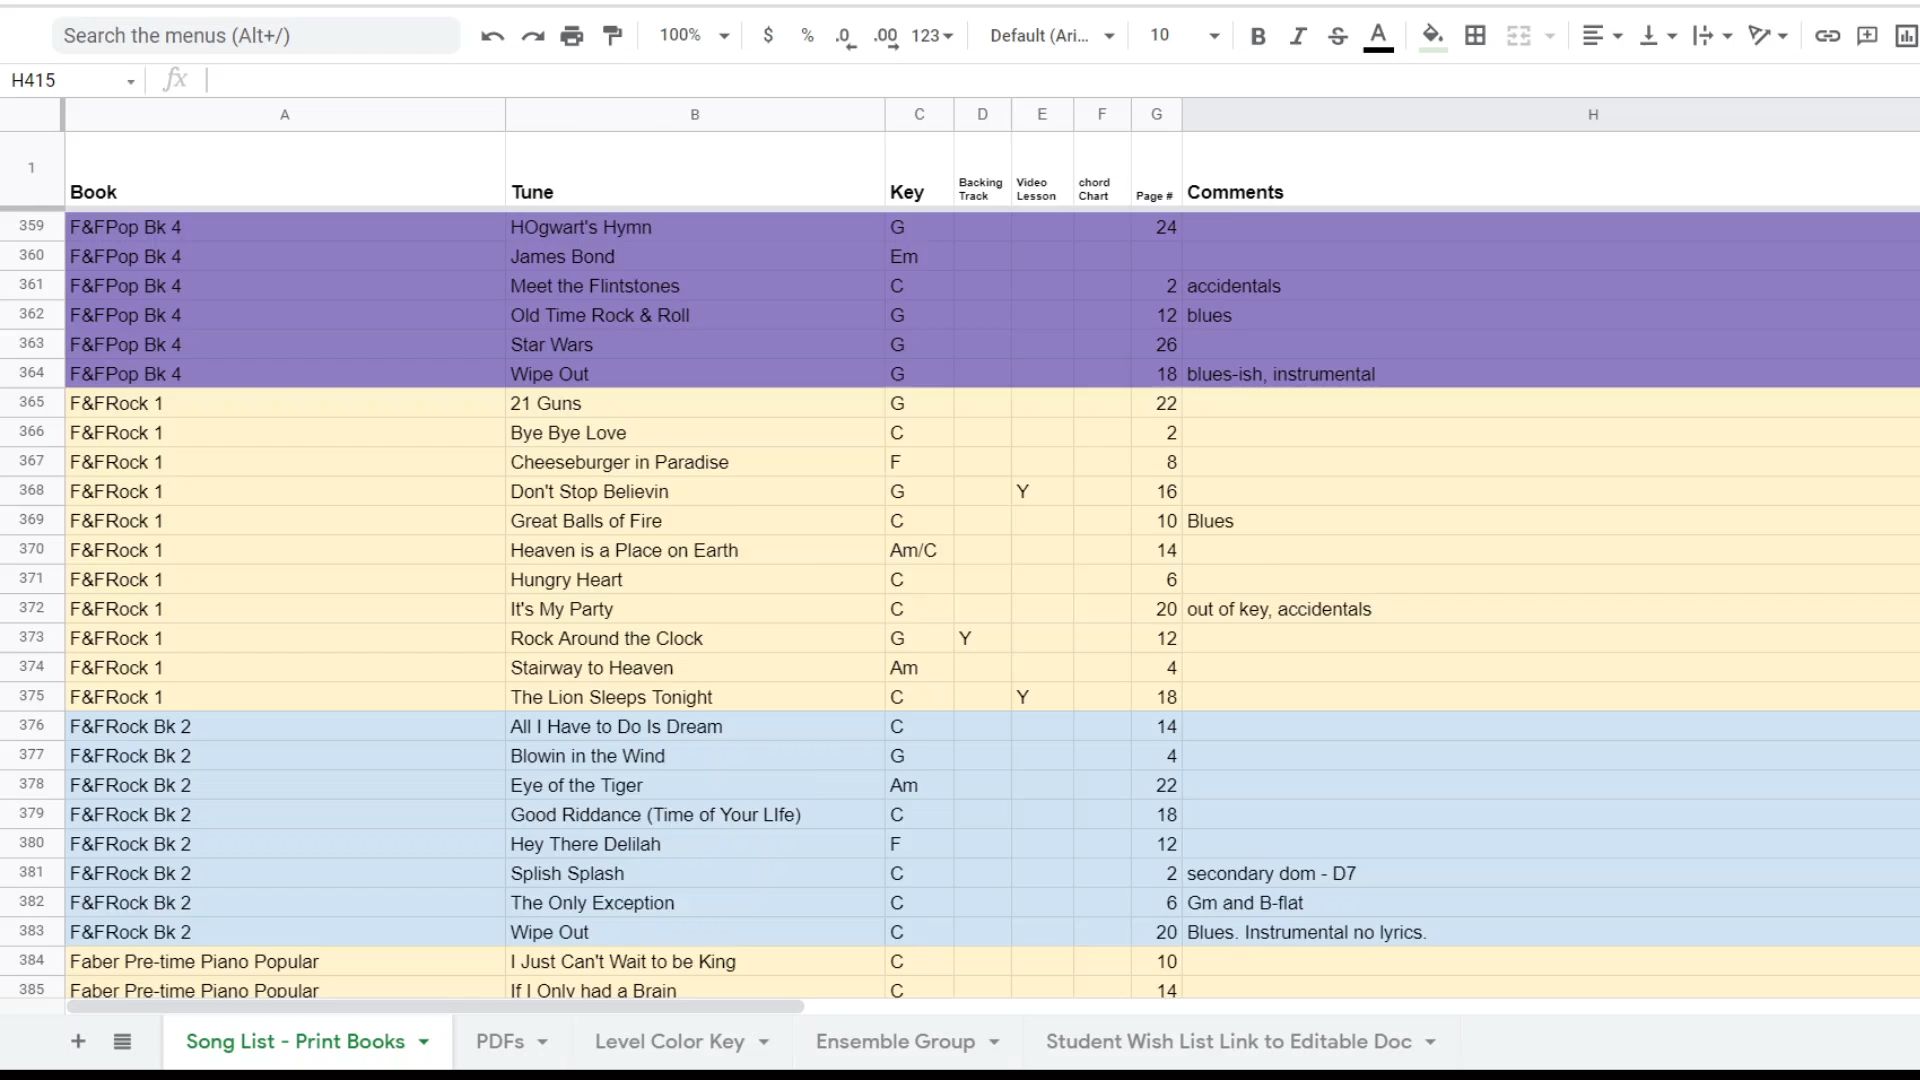 Search the menus (Alt+/) 100% $ % .0 .00 123 Default (Ari... 10 B I S A
H415 fx
A B C D E F G H
1 Book Tune Key Backing Track Video Lesson chord Chart Page # Comments
359 F&FPop Bk 4 HOgwart's Hymn G 24
360 F&FPop Bk 4 James Bond Em
361 F&FPop Bk 4 Meet the Flintstones C 2 accidentals
362 F&FPop Bk 4 Old Time Rock & Roll G 12 blues
363 F&FPop Bk 4 Star Wars G 26
364 F&FPop Bk 4 Wipe Out G 18 blues-ish, instrumental
365 F&FRock 1 21 Guns G 22
366 F&FRock 1 Bye Bye Love C 2
367 F&FRock 1 Cheeseburger in Paradise F 8
368 F&FRock 1 Don't Stop Believin G Y 16
369 F&FRock 1 Great Balls of Fire C 10 Blues
370 F&FRock 1 Heaven is a Place on Earth Am/C 14
371 F&FRock 1 Hungry Heart C 6
372 F&FRock 1 It's My Party C 20 out of key, accidentals
373 F&FRock 1 Rock Around the Clock G Y 12
374 F&FRock 1 Stairway to Heaven Am 4
375 F&FRock 1 The Lion Sleeps Tonight C Y 18
376 F&FRock Bk 2 All I Have to Do Is Dream C 14
377 F&FRock Bk 2 Blowin in the Wind G 4
378 F&FRock Bk 2 Eye of the Tiger Am 22
379 F&FRock Bk 2 Good Riddance (Time of Your LIfe) C 18
380 F&FRock Bk 2 Hey There Delilah F 12
381 F&FRock Bk 2 Splish Splash C 2 secondary dom - D7
382 F&FRock Bk 2 The Only Exception C 6 Gm and B-flat
383 F&FRock Bk 2 Wipe Out C 20 Blues. Instrumental no lyrics.
384 Faber Pre-time Piano Popular I Just Can't Wait to be King C 10
385 Faber Pre-time Piano Popular If I Only had a Brain C 14
Song List - Print Books PDFs Level Color Key Ensemble Group Student Wish List Link to Editable Doc